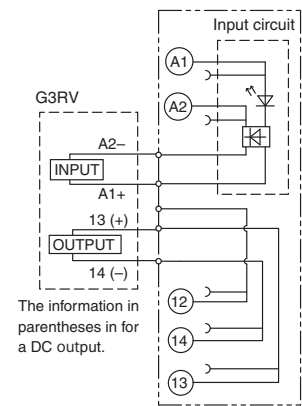 Input circuit
A1
A2
G3RV
A2–
INPUT
A1+
13 (+)
OUTPUT
14 (–)
12
14
13
The information in
parentheses in for
a DC output.